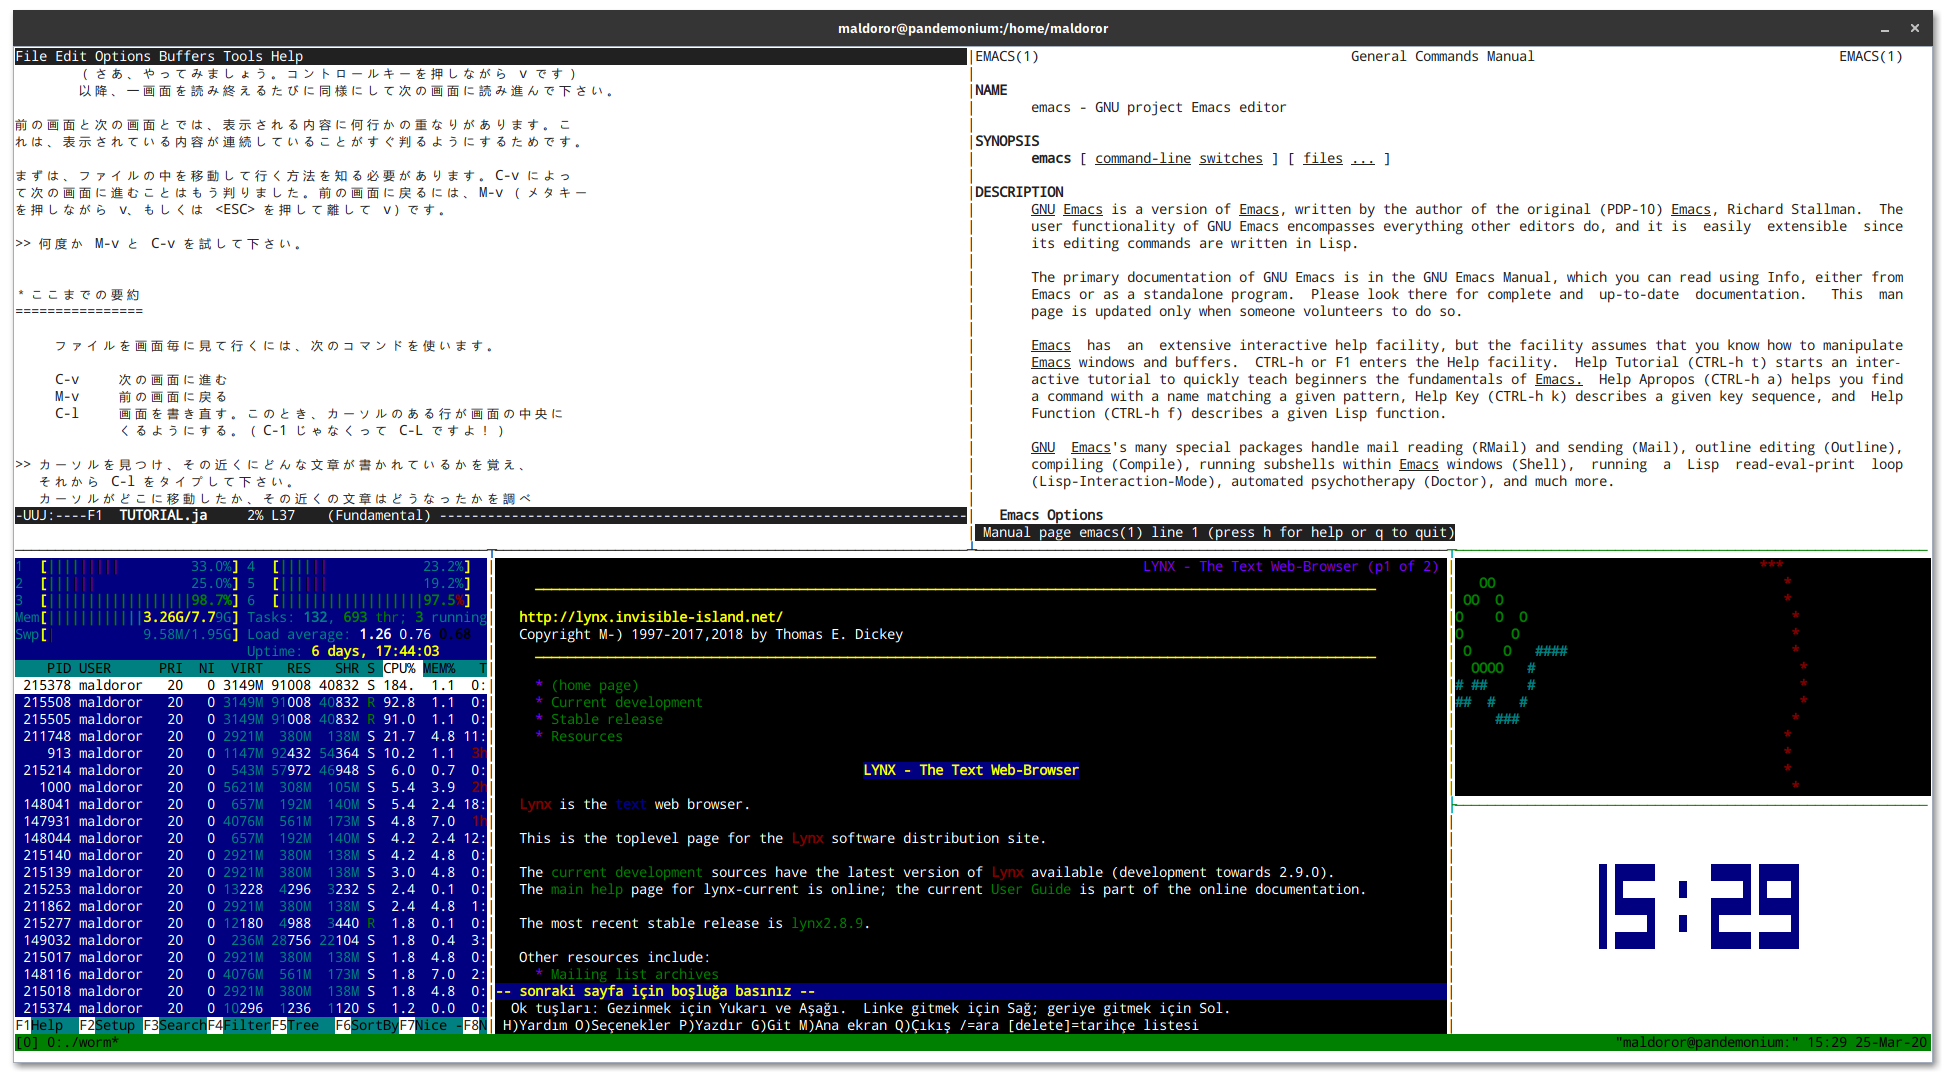 maldoror@pandemonium:/home/maldoror
File Edit Options Buffers Tools Help
(さあ、やってみましょう。コントロールキーを押しながら v です)
以降、一画面を読み終えるたびに同様にして次の画面に読み進んで下さい。
前の画面と次の画面とでは、表示される内容に何行かの重なりがあります。こ
れは、表示されている内容が連続していることがすぐ判るようにするためです。
まずは、ファイルの中を移動して行く方法を知る必要があります。C-v によっ
て次の画面に進むことはもう判りました。前の画面に戻るには、M-v (メタキー
を押しながら v、もしくは <ESC> を押して離して v)です。
>> 何度か M-v と C-v を試して下さい。
* ここまでの要約
================
ファイルを画面毎に見て行くには、次のコマンドを使います。
C-v 次の画面に進む
M-v 前の画面に戻る
C-l 画面を書き直す。このとき、カーソルのある行が画面の中央に
くるようにする。(C-1 じゃなくって C-L ですよ!)
>> カーソルを見つけ、その近くにどんな文章が書かれているかを覚え、
それから C-l をタイプして下さい。
カーソルがどこに移動したか、その近くの文章はどうなったかを調べ
-UUJ:----F1 TUTORIAL.ja 2% L37 (Fundamental) ------------------------------------------------------------------
EMACS(1) General Commands Manual EMACS(1)
NAME
emacs - GNU project Emacs editor
SYNOPSIS
emacs [ command-line switches ] [ files ... ]
DESCRIPTION
GNU Emacs is a version of Emacs, written by the author of the original (PDP-10) Emacs, Richard Stallman. The
user functionality of GNU Emacs encompasses everything other editors do, and it is easily extensible since
its editing commands are written in Lisp.
The primary documentation of GNU Emacs is in the GNU Emacs Manual, which you can read using Info, either from
Emacs or as a standalone program. Please look there for complete and up-to-date documentation. This man
page is updated only when someone volunteers to do so.
Emacs has an extensive interactive help facility, but the facility assumes that you know how to manipulate
Emacs windows and buffers. CTRL-h or F1 enters the Help facility. Help Tutorial (CTRL-h t) starts an inter-
active tutorial to quickly teach beginners the fundamentals of Emacs. Help Apropos (CTRL-h a) helps you find
a command with a name matching a given pattern, Help Key (CTRL-h k) describes a given key sequence, and Help
Function (CTRL-h f) describes a given Lisp function.
GNU Emacs's many special packages handle mail reading (RMail) and sending (Mail), outline editing (Outline),
compiling (Compile), running subshells within Emacs windows (Shell), running a Lisp read-eval-print loop
(Lisp-Interaction-Mode), automated psychotherapy (Doctor), and much more.
Emacs Options
Manual page emacs(1) line 1 (press h for help or q to quit)
1 [||||||||| 33.0%] 4 [|||||| 23.2%]
2 [|||||| 25.0%] 5 [|||||| 19.2%]
3 [||||||||||||||||||98.7%] 6 [||||||||||||||||||97.5%]
Mem[||||||||||||3.26G/7.79G] Tasks: 132, 693 thr; 3 running
Swp[| 9.58M/1.95G] Load average: 1.26 0.76 0.68
Uptime: 6 days, 17:44:03
PID USER PRI NI VIRT RES SHR S CPU% MEM% T
215378 maldoror 20 0 3149M 91008 40832 S 184. 1.1 0:
215508 maldoror 20 0 3149M 91008 40832 R 92.8 1.1 0:
215505 maldoror 20 0 3149M 91008 40832 R 91.0 1.1 0:
211748 maldoror 20 0 2921M 380M 138M S 21.7 4.8 11:
913 maldoror 20 0 1147M 92432 54364 S 10.2 1.1 3h
215214 maldoror 20 0 543M 57972 46948 S 6.0 0.7 0:
1000 maldoror 20 0 5621M 308M 105M S 5.4 3.9 2h
148041 maldoror 20 0 657M 192M 140M S 5.4 2.4 18:
147931 maldoror 20 0 4076M 561M 173M S 4.8 7.0 1h
148044 maldoror 20 0 657M 192M 140M S 4.2 2.4 12:
215140 maldoror 20 0 2921M 380M 138M S 4.2 4.8 0:
215139 maldoror 20 0 2921M 380M 138M S 3.0 4.8 0:
215253 maldoror 20 0 13228 4296 3232 S 2.4 0.1 0:
211862 maldoror 20 0 2921M 380M 138M S 2.4 4.8 1:
215277 maldoror 20 0 12180 4988 3440 R 1.8 0.1 0:
149032 maldoror 20 0 236M 28756 22104 S 1.8 0.4 3:
215017 maldoror 20 0 2921M 380M 138M S 1.8 4.8 0:
148116 maldoror 20 0 4076M 561M 173M S 1.8 7.0 2:
215018 maldoror 20 0 2921M 380M 138M S 1.8 4.8 0:
215374 maldoror 20 0 10296 1236 1120 S 1.2 0.0 0:
F1Help F2Setup F3SearchF4FilterF5Tree F6SortByF7Nice -F8N
LYNX - The Text Web-Browser (p1 of 2)
http://lynx.invisible-island.net/
Copyright M-) 1997-2017,2018 by Thomas E. Dickey
* (home page)
* Current development
* Stable release
* Resources
LYNX - The Text Web-Browser
Lynx is the text web browser.
This is the toplevel page for the Lynx software distribution site.
The current development sources have the latest version of Lynx available (development towards 2.9.0).
The main help page for lynx-current is online; the current User Guide is part of the online documentation.
The most recent stable release is lynx2.8.9.
Other resources include:
* Mailing list archives
-- sonraki sayfa için boşluğa basınız --
Ok tuşları: Gezinmek için Yukarı ve Aşağı. Linke gitmek için Sağ; geriye gitmek için Sol.
H)Yardım O)Seçenekler P)Yazdır G)Git M)Ana ekran Q)Çıkış /=ara [delete]=tarihçe listesi
15:29
[0] 0:./worm* "maldoror@pandemonium:" 15:29 25-Mar-20